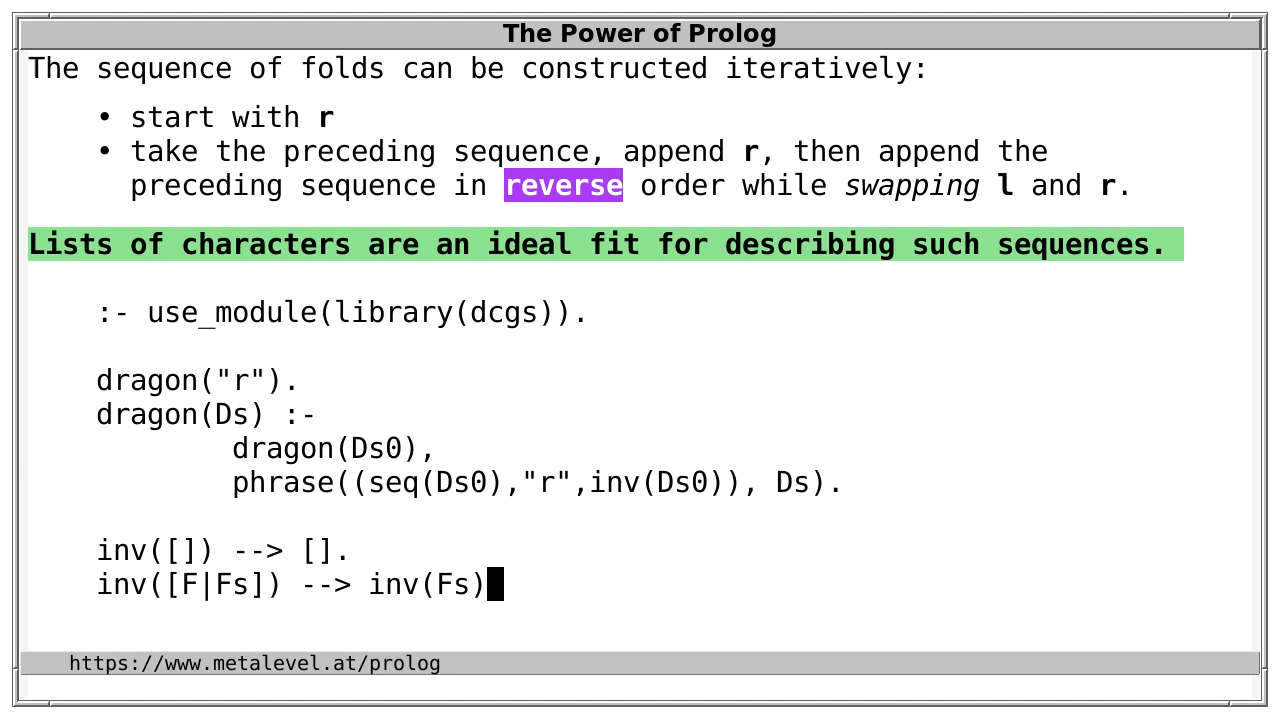 The Power of Prolog
The sequence of folds can be constructed iteratively:
• start with r
• take the preceding sequence, append r, then append the
preceding sequence in reverse order while swapping l and r.
Lists of characters are an ideal fit for describing such sequences.
:- use_module(library(dcgs)).
dragon("r").
dragon(Ds) :-
dragon(Ds0),
phrase((seq(Ds0),"r",inv(Ds0)), Ds).
inv([]) --> [].
inv([F|Fs]) --> inv(Fs)
https://www.metalevel.at/prolog